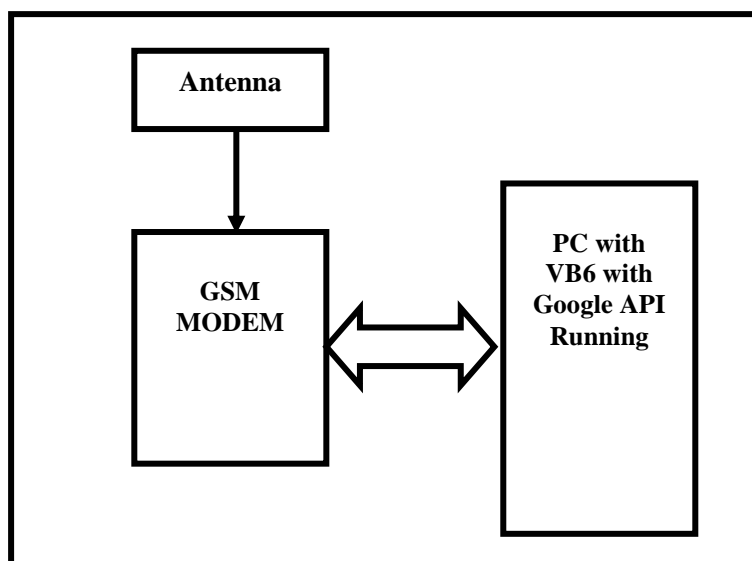 Antenna
GSM
MODEM
PC with
VB6 with
Google API
Running